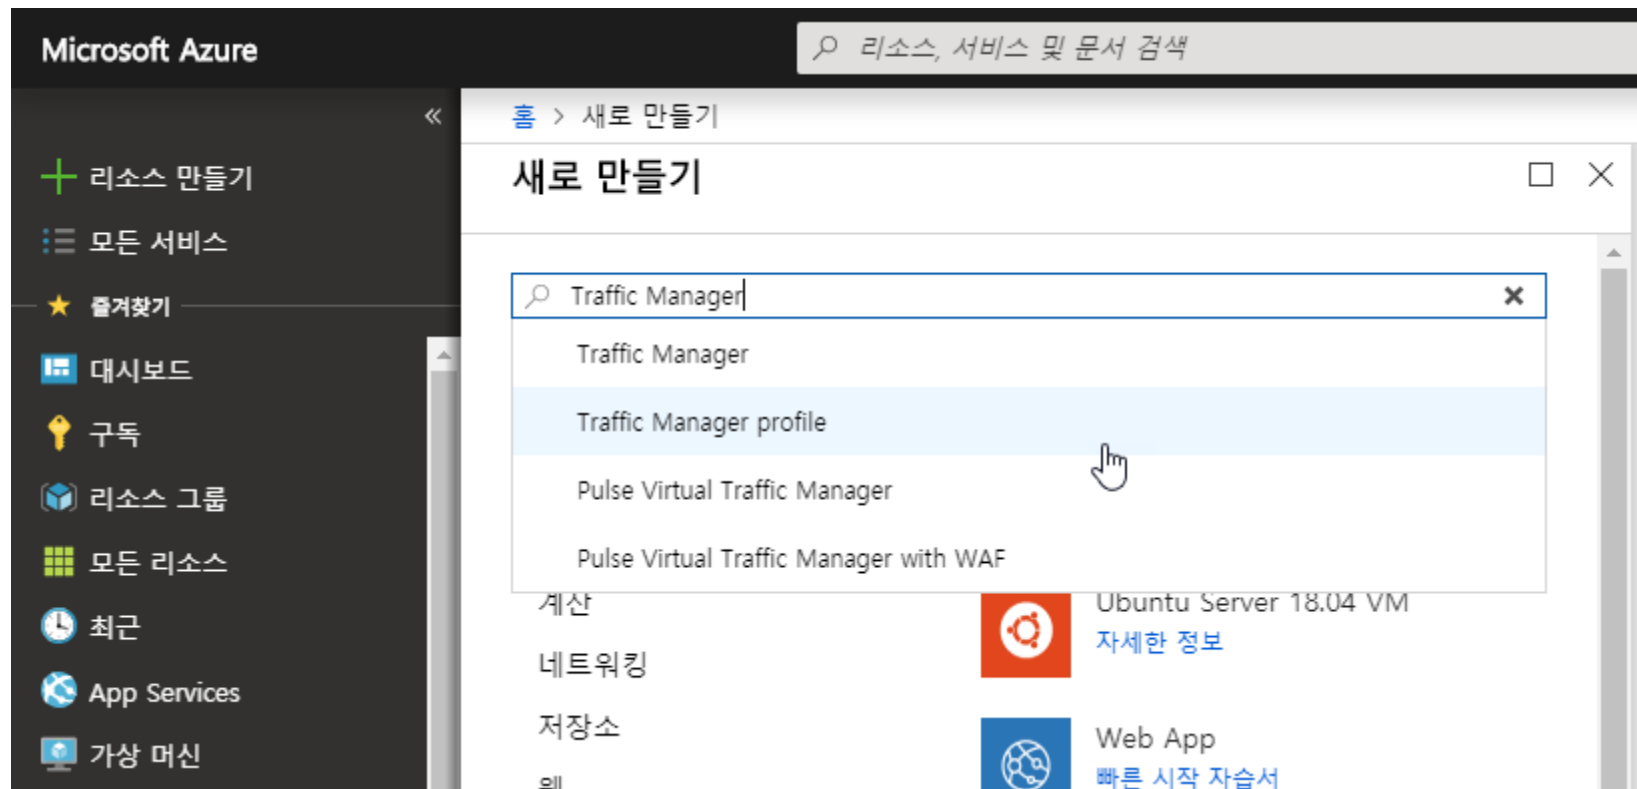 Microsoft Azure
리소스, 서비스 및 문서 검색
«
홈 > 새로 만들기
리소스 만들기
모든 서비스
즐겨찾기
대시보드
구독
리소스 그룹
모든 리소스
최근
App Services
가상 머신
새로 만들기
Traffic Manager
Traffic Manager
Traffic Manager profile
Pulse Virtual Traffic Manager
Pulse Virtual Traffic Manager with WAF
계산
네트워킹
저장소
웹
Ubuntu Server 18.04 VM
자세한 정보
Web App
빠른 시작 자습서